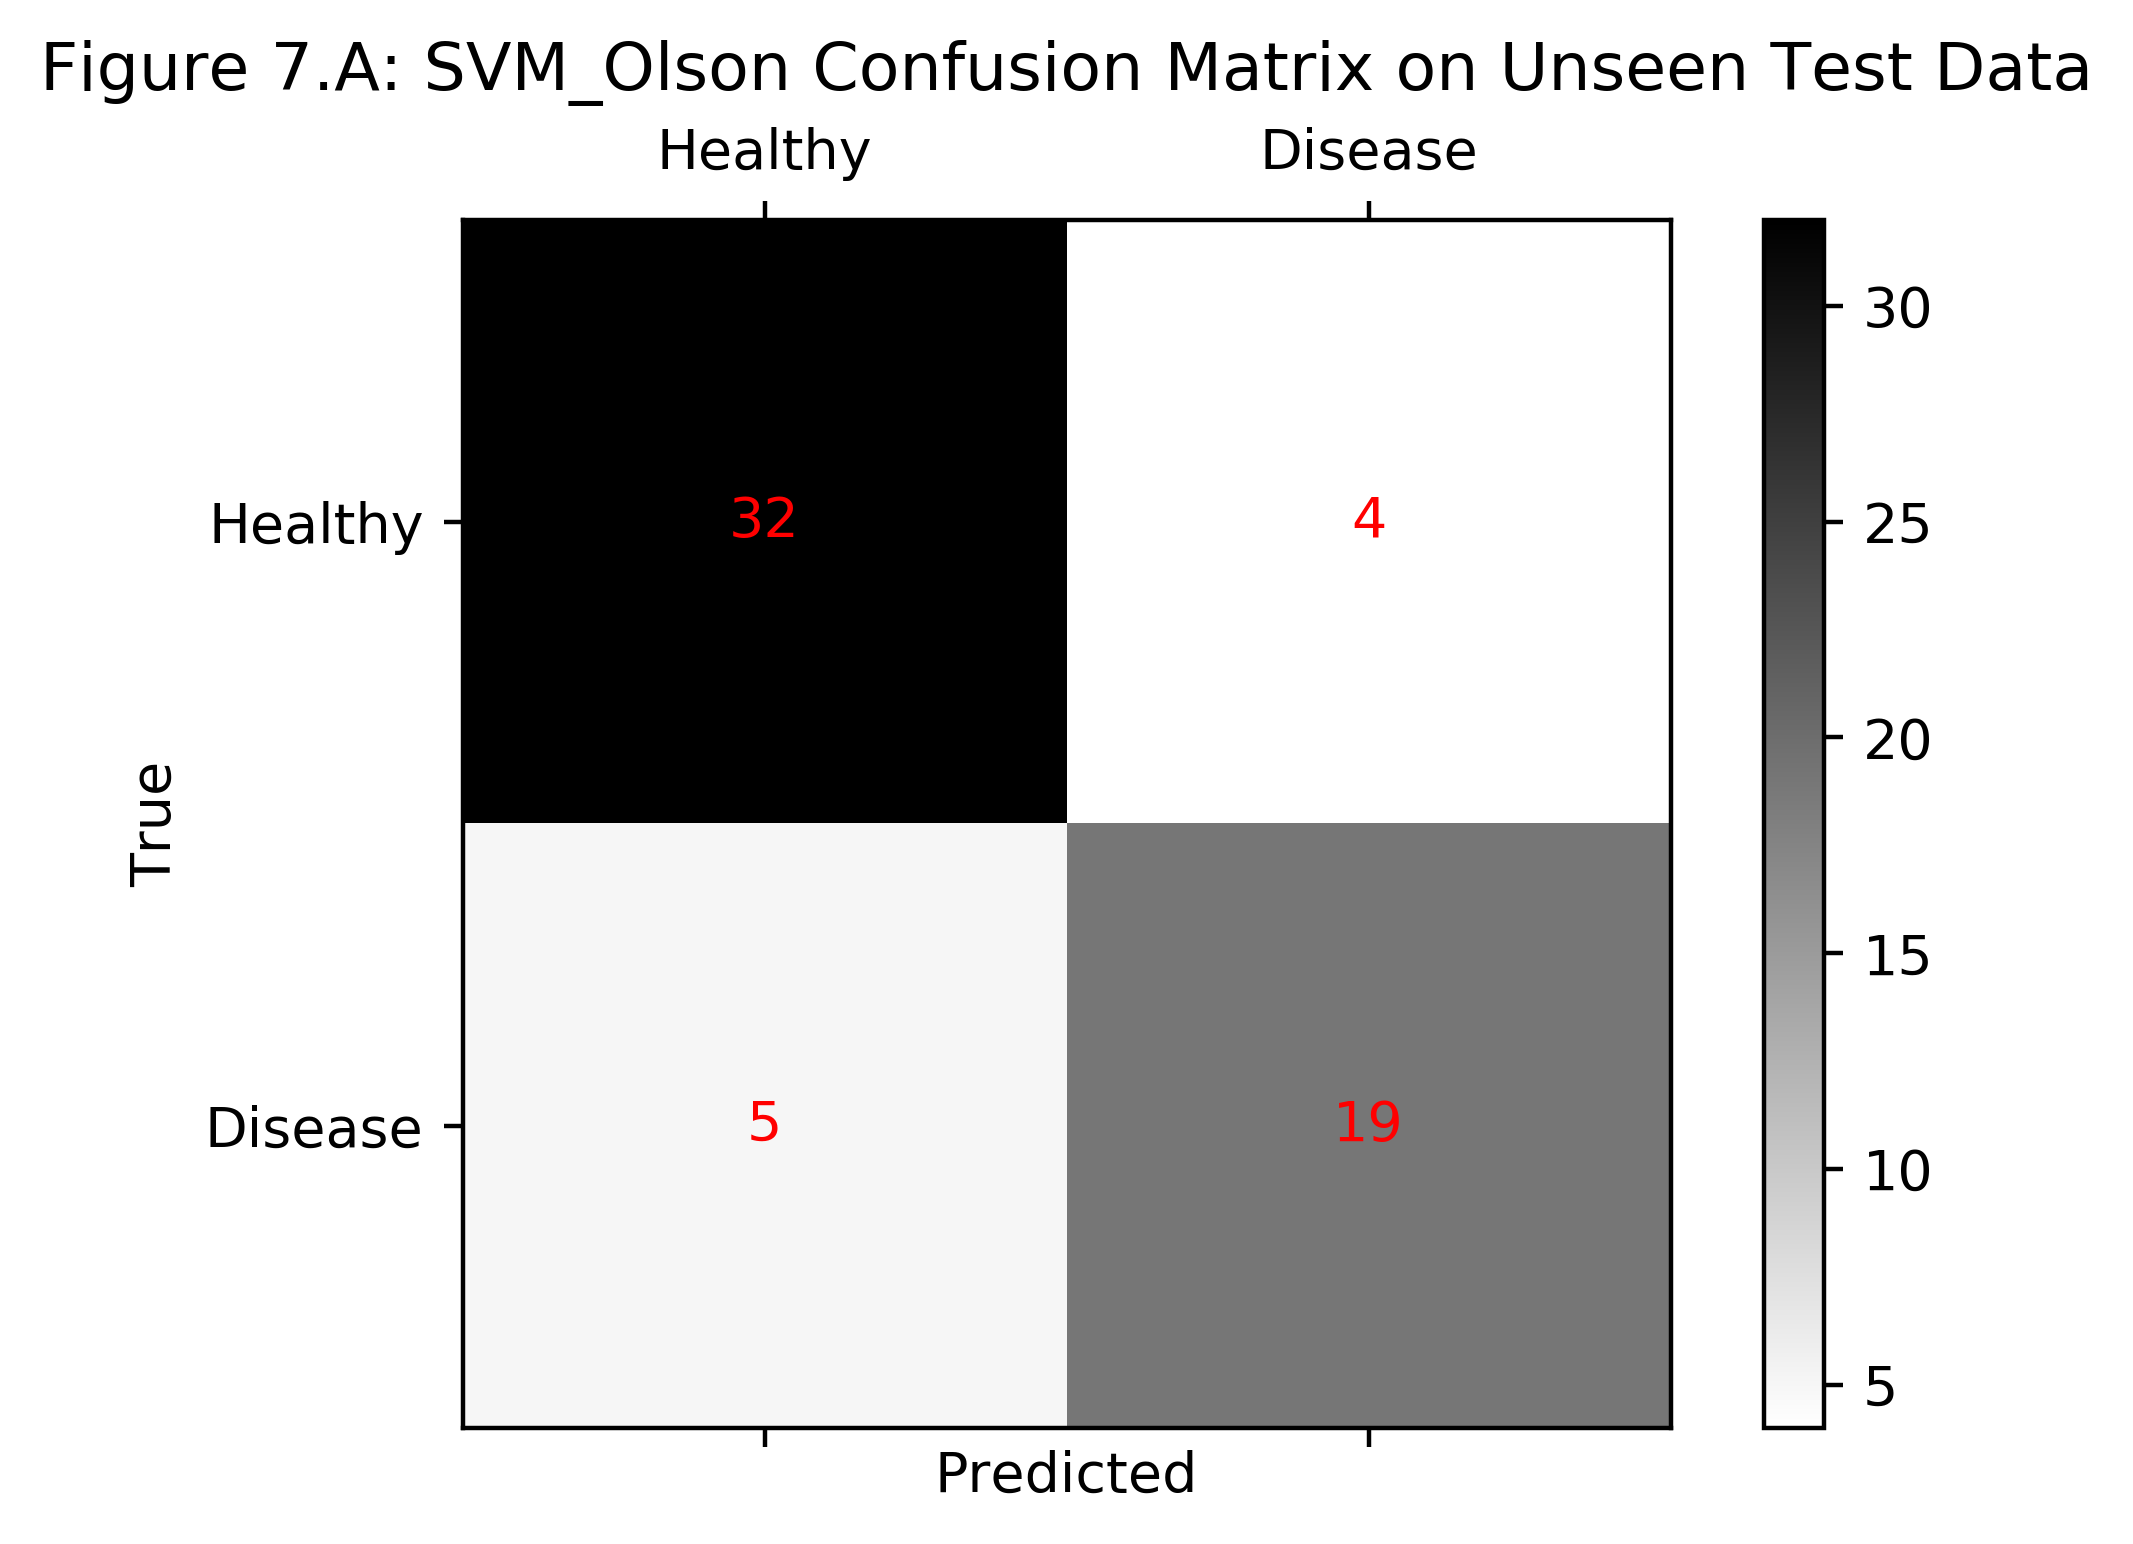 Figure 7.A: SVM_Olson Confusion Matrix on Unseen Test Data
Healthy Disease
30
Healthy 32 4 25
20
True
15
Disease 5 19
10
5
Predicted